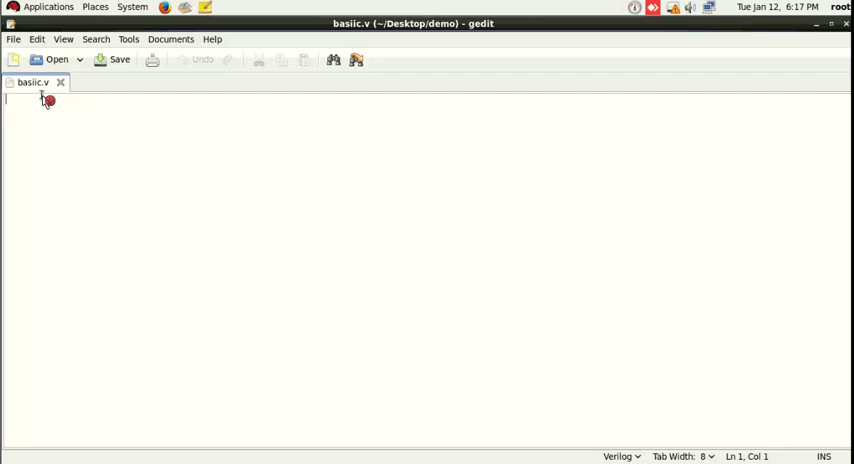 Applications Places System Tue Jan 12, 6:17 PM root
basiic.v (~/Desktop/demo) - gedit
File Edit View Search Tools Documents Help
Open Save Undo
basiic.v
Verilog Tab Width: 8 Ln 1, Col 1 INS